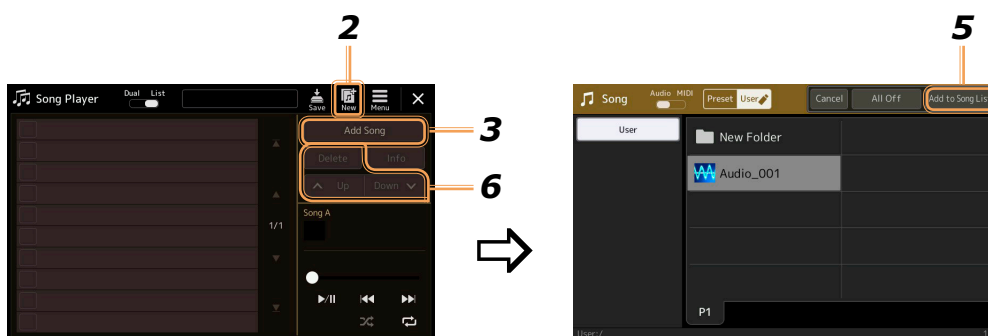 2
5
Song Player
Dual List
Save
New
Menu
Add Song
3
Delete
Info
Up
Down
6
Song A
1/1
Song
Audio MIDI
Preset
User
Cancel
All Off
Add to Song Lis
User
New Folder
Audio_001
P1
User:/